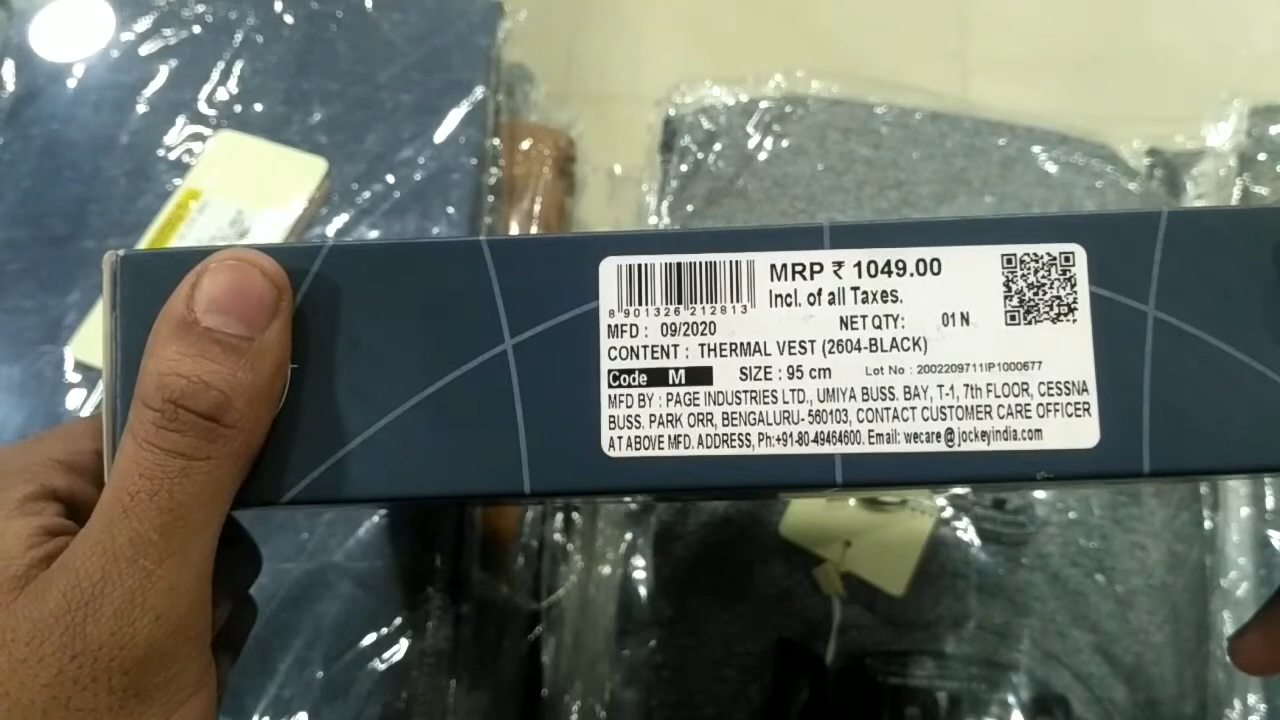 MRP ₹ 1049.00
Incl. of all Taxes.
8 901326 212813
MFD : 09/2020 NET QTY: 01 N
CONTENT : THERMAL VEST (2604-BLACK)
Code M SIZE : 95 cm Lot No : 2002209711IP1000677
MFD BY : PAGE INDUSTRIES LTD., UMIYA BUSS. BAY, T-1, 7th FLOOR, CESSNA
BUSS. PARK ORR, BENGALURU- 560103, CONTACT CUSTOMER CARE OFFICER
AT ABOVE MFD. ADDRESS, Ph:+91-80-49464600. Email: wecare@jockeyindia.com